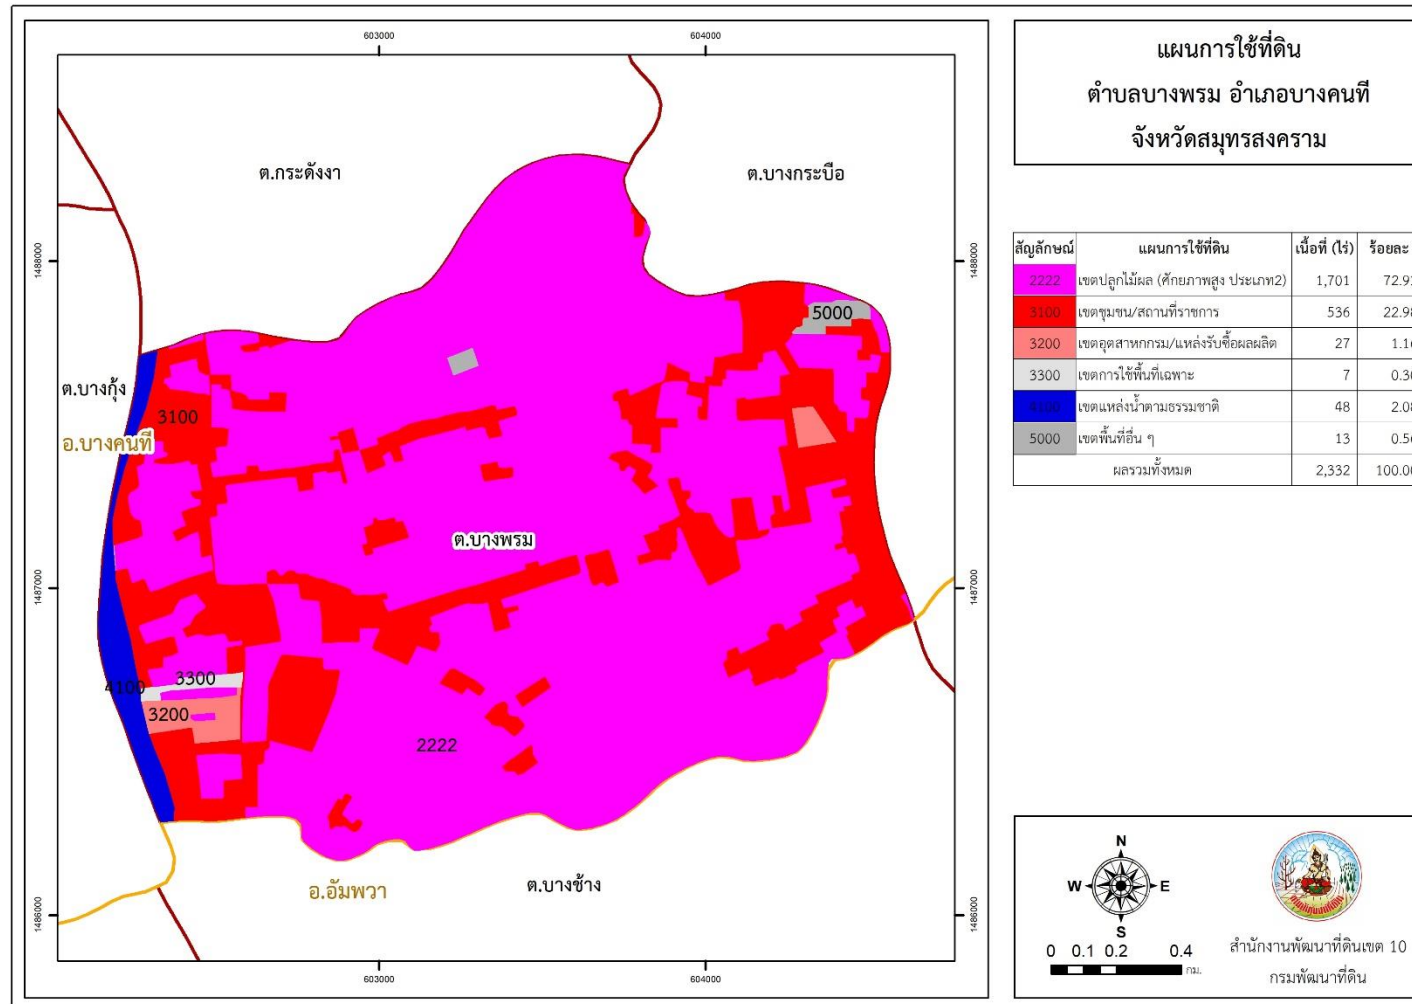 แผนการใช้ที่ดิน
ตำบลบางพรม อำเภอบางคนที
จังหวัดสมุทรสงคราม
603000 604000
ต.กระดังงา
ต.บางกระบือ
1488000 1488000
ต.บางกุ้ง
อ.บางคนที
3100
5000
ต.บางพรม
1487000 1487000
4100
3300
3200
2222
อ.อัมพวา
ต.บางช้าง
1486000 1486000
603000 604000
สัญลักษณ์ แผนการใช้ที่ดิน เนื้อที่ (ไร่) ร้อยละ
2222 เขตปลูกไม้ผล (ศักยภาพสูง ประเภท2) 1,701
3100 เขตชุมชน/สถานที่ราชการ 536
3200 เขตอุตสาหกรรม/แหล่งรับซื้อผลผลิต 27
3300 เขตการใช้พื้นที่เฉพาะ 7
4100 เขตแหล่งน้ำตามธรรมชาติ 48
5000 เขตพื้นที่อื่น ๆ 13
ผลรวมทั้งหมด 2,332
N
W E
S
0 0.1 0.2 0.4
กม.
สำนักงานพัฒนาที่ดินเขต 10
กรมพัฒนาที่ดิน